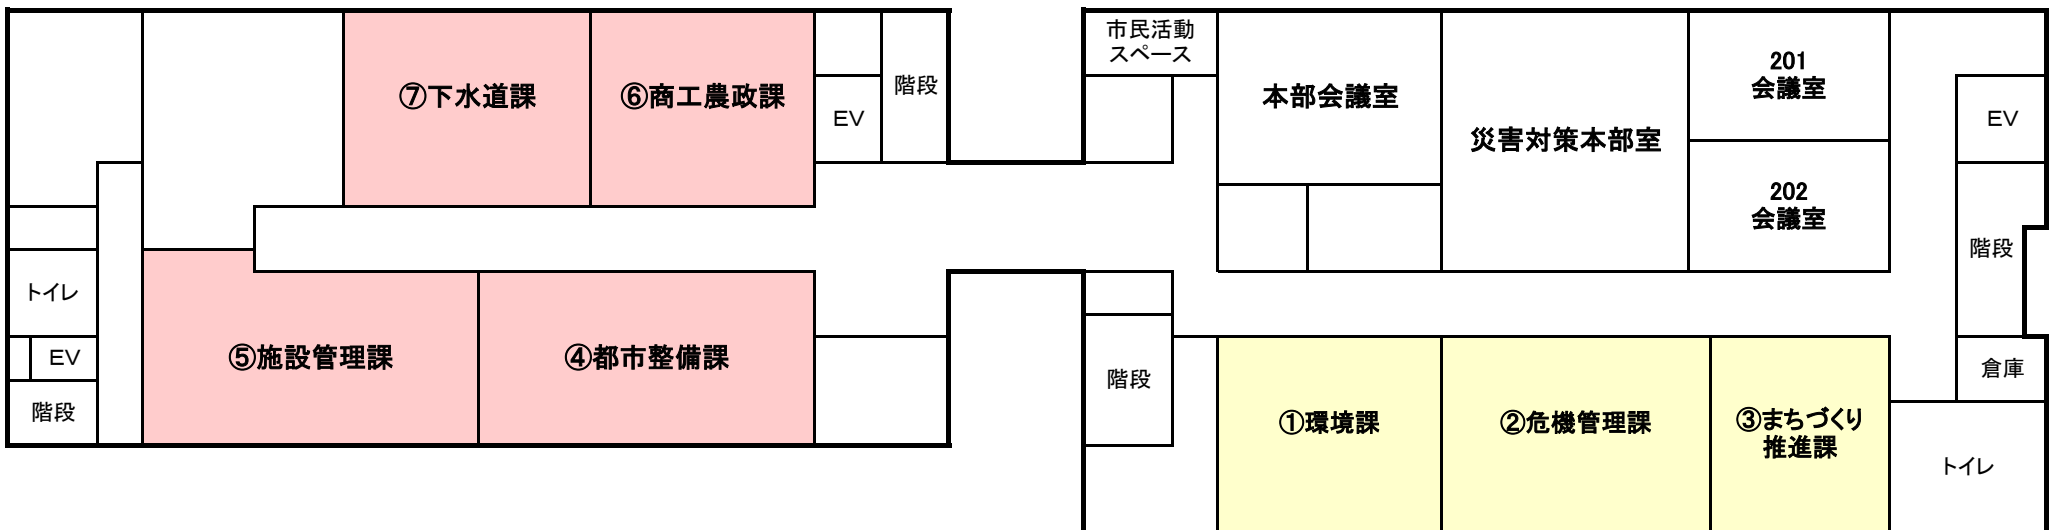 ⑦下水道課
⑥商工農政課
階段
EV
市民活動
スペース
本部会議室
災害対策本部室
201
会議室
202
会議室
EV
階段
倉庫
トイレ
EV
階段
⑤施設管理課
④都市整備課
階段
①環境課
②危機管理課
③まちづくり
推進課
トイレ